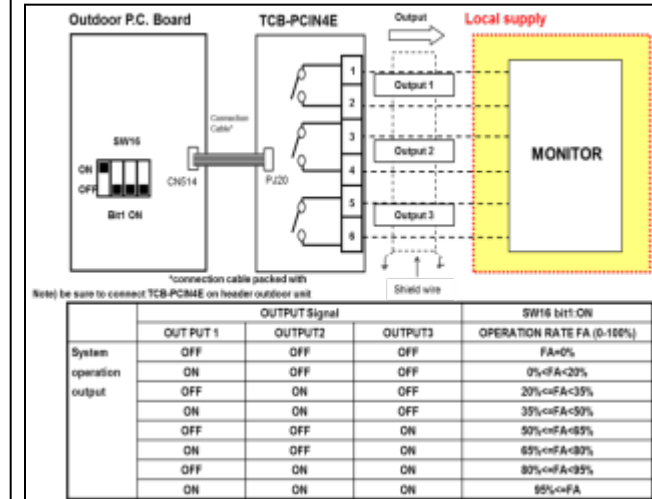 Outdoor P.C. Board
TCB-PCIN4E
Output
Local supply
1
Output 1
2
Connection
Cable*
3
SW16
Output 2
MONITOR
ON
CN514
PJ20
4
OFF
5
Bit1 ON
Output 3
6
*connection cable packed with
Note) be sure to connect TCB-PCIN4E on header outdoor unit
Shield wire
OUTPUT Signal SW16 bit1:ON
OUT PUT 1 OUTPUT2 OUTPUT3 OPERATION RATE FA (0-100%)
System OFF OFF OFF FA=0%
operation ON OFF OFF 0%<FA<20%
output OFF ON OFF 20%<=FA<35%
ON ON OFF 35%<=FA<50%
OFF OFF ON 50%<=FA<65%
ON OFF ON 65%<=FA<80%
OFF ON ON 80%<=FA<95%
ON ON ON 95%<=FA